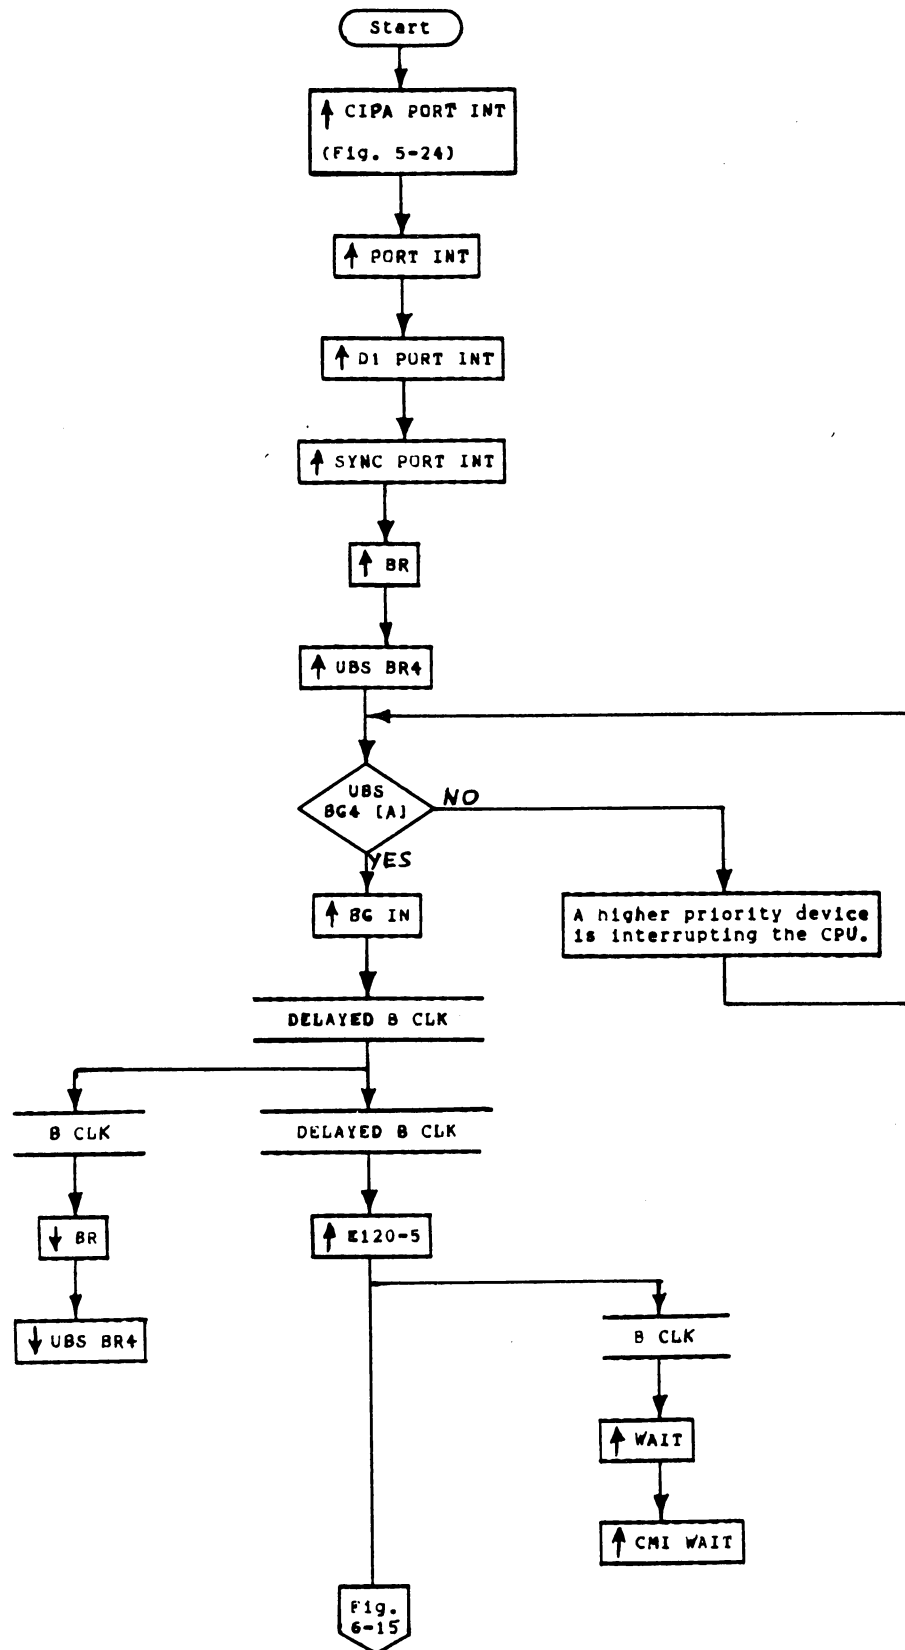 Start
↑ CIPA PORT INT
(Fig. 5-24)
↑ PORT INT
↑ D1 PORT INT
↑ SYNC PORT INT
↑ BR
↑ UBS BR4
UBS
BG4 [A]
NO
YES
↑ BG IN
A higher priority device
is interrupting the CPU.
DELAYED B CLK
B CLK
DELAYED B CLK
↓ BR
↑ E120-5
↓ UBS BR4
B CLK
↑ WAIT
↑ CMI WAIT
Fig.
6-15